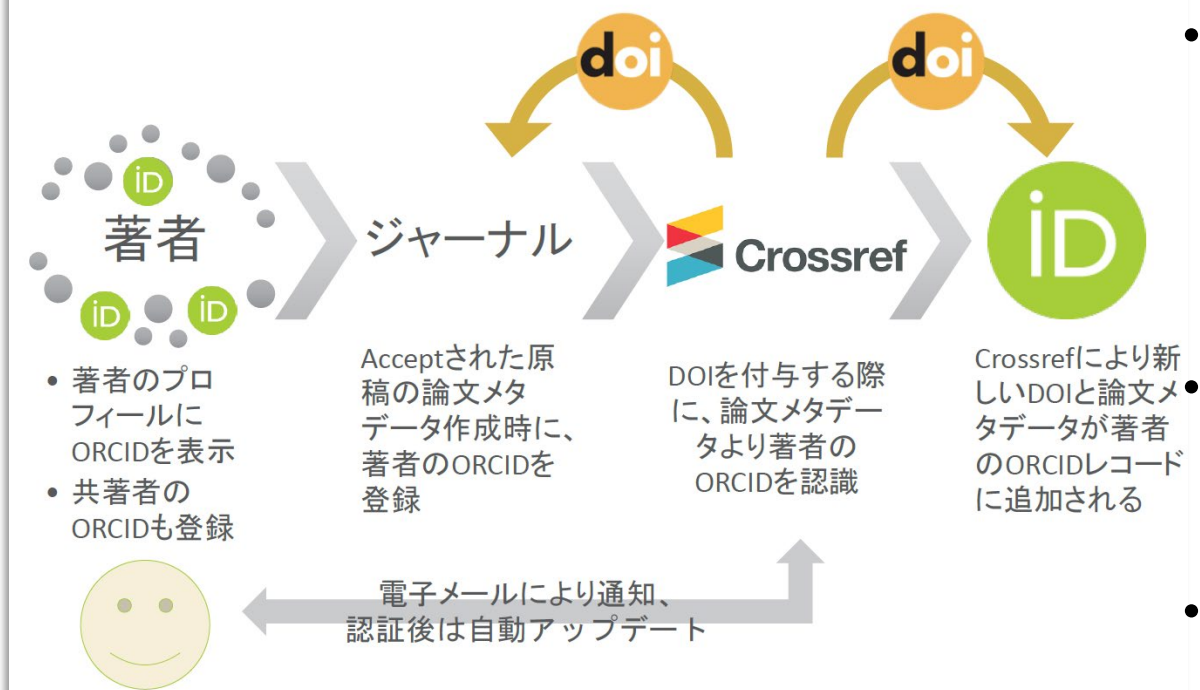 doi
doi
iD
著者
iD
iD
ジャーナル
Crossref
iD
• 著者のプロ
フィールに
ORCIDを表示
• 共著者の
ORCIDも登録
Acceptされた原
稿の論文メタ
データ作成時に、
著者のORCIDを
登録
DOIを付与する際
に、論文メタデー
タより著者の
ORCIDを認識
Crossrefにより新
しいDOIと論文メ
タデータが著者
のORCIDレコード
に追加される
電子メールにより通知、
認証後は自動アップデート